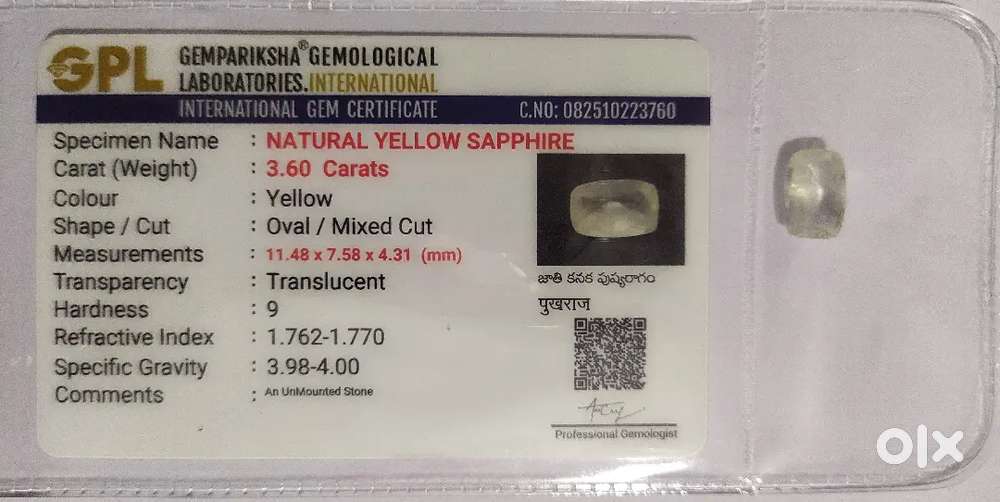 GPL
GEMPARIKSHA® GEMOLOGICAL
LABORATORIES.INTERNATIONAL
INTERNATIONAL GEM CERTIFICATE C.NO: 082510223760
Specimen Name : NATURAL YELLOW SAPPHIRE
Carat (Weight) : 3.60 Carats
Colour : Yellow
Shape / Cut : Oval / Mixed Cut
Measurements : 11.48 x 7.58 x 4.31 (mm)
Transparency : Translucent
Hardness : 9
Refractive Index : 1.762-1.770
Specific Gravity : 3.98-4.00
Comments : An UnMounted Stone
జాతి కనక పుష్యరాగం
पुखराज
Professional Gemologist
olx